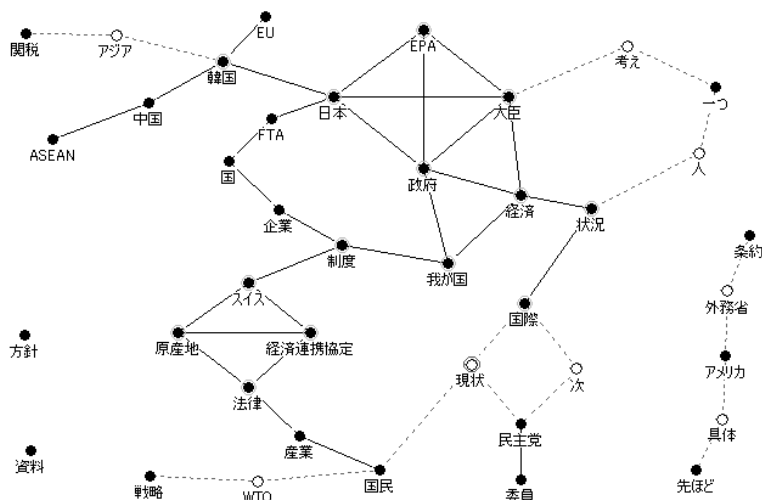 EU
関税
アジア
EPA
韓国
考え
中国
日本
大臣
一つ
FTA
ASEAN
国
人
政府
経済
企業
状況
条約
制度
我が国
スイス
外務省
国際
方針
原産地
経済連携協定
アメリカ
現状
次
法律
具体
産業
民主党
資料
戦略
WTO
国民
委員
先ほど